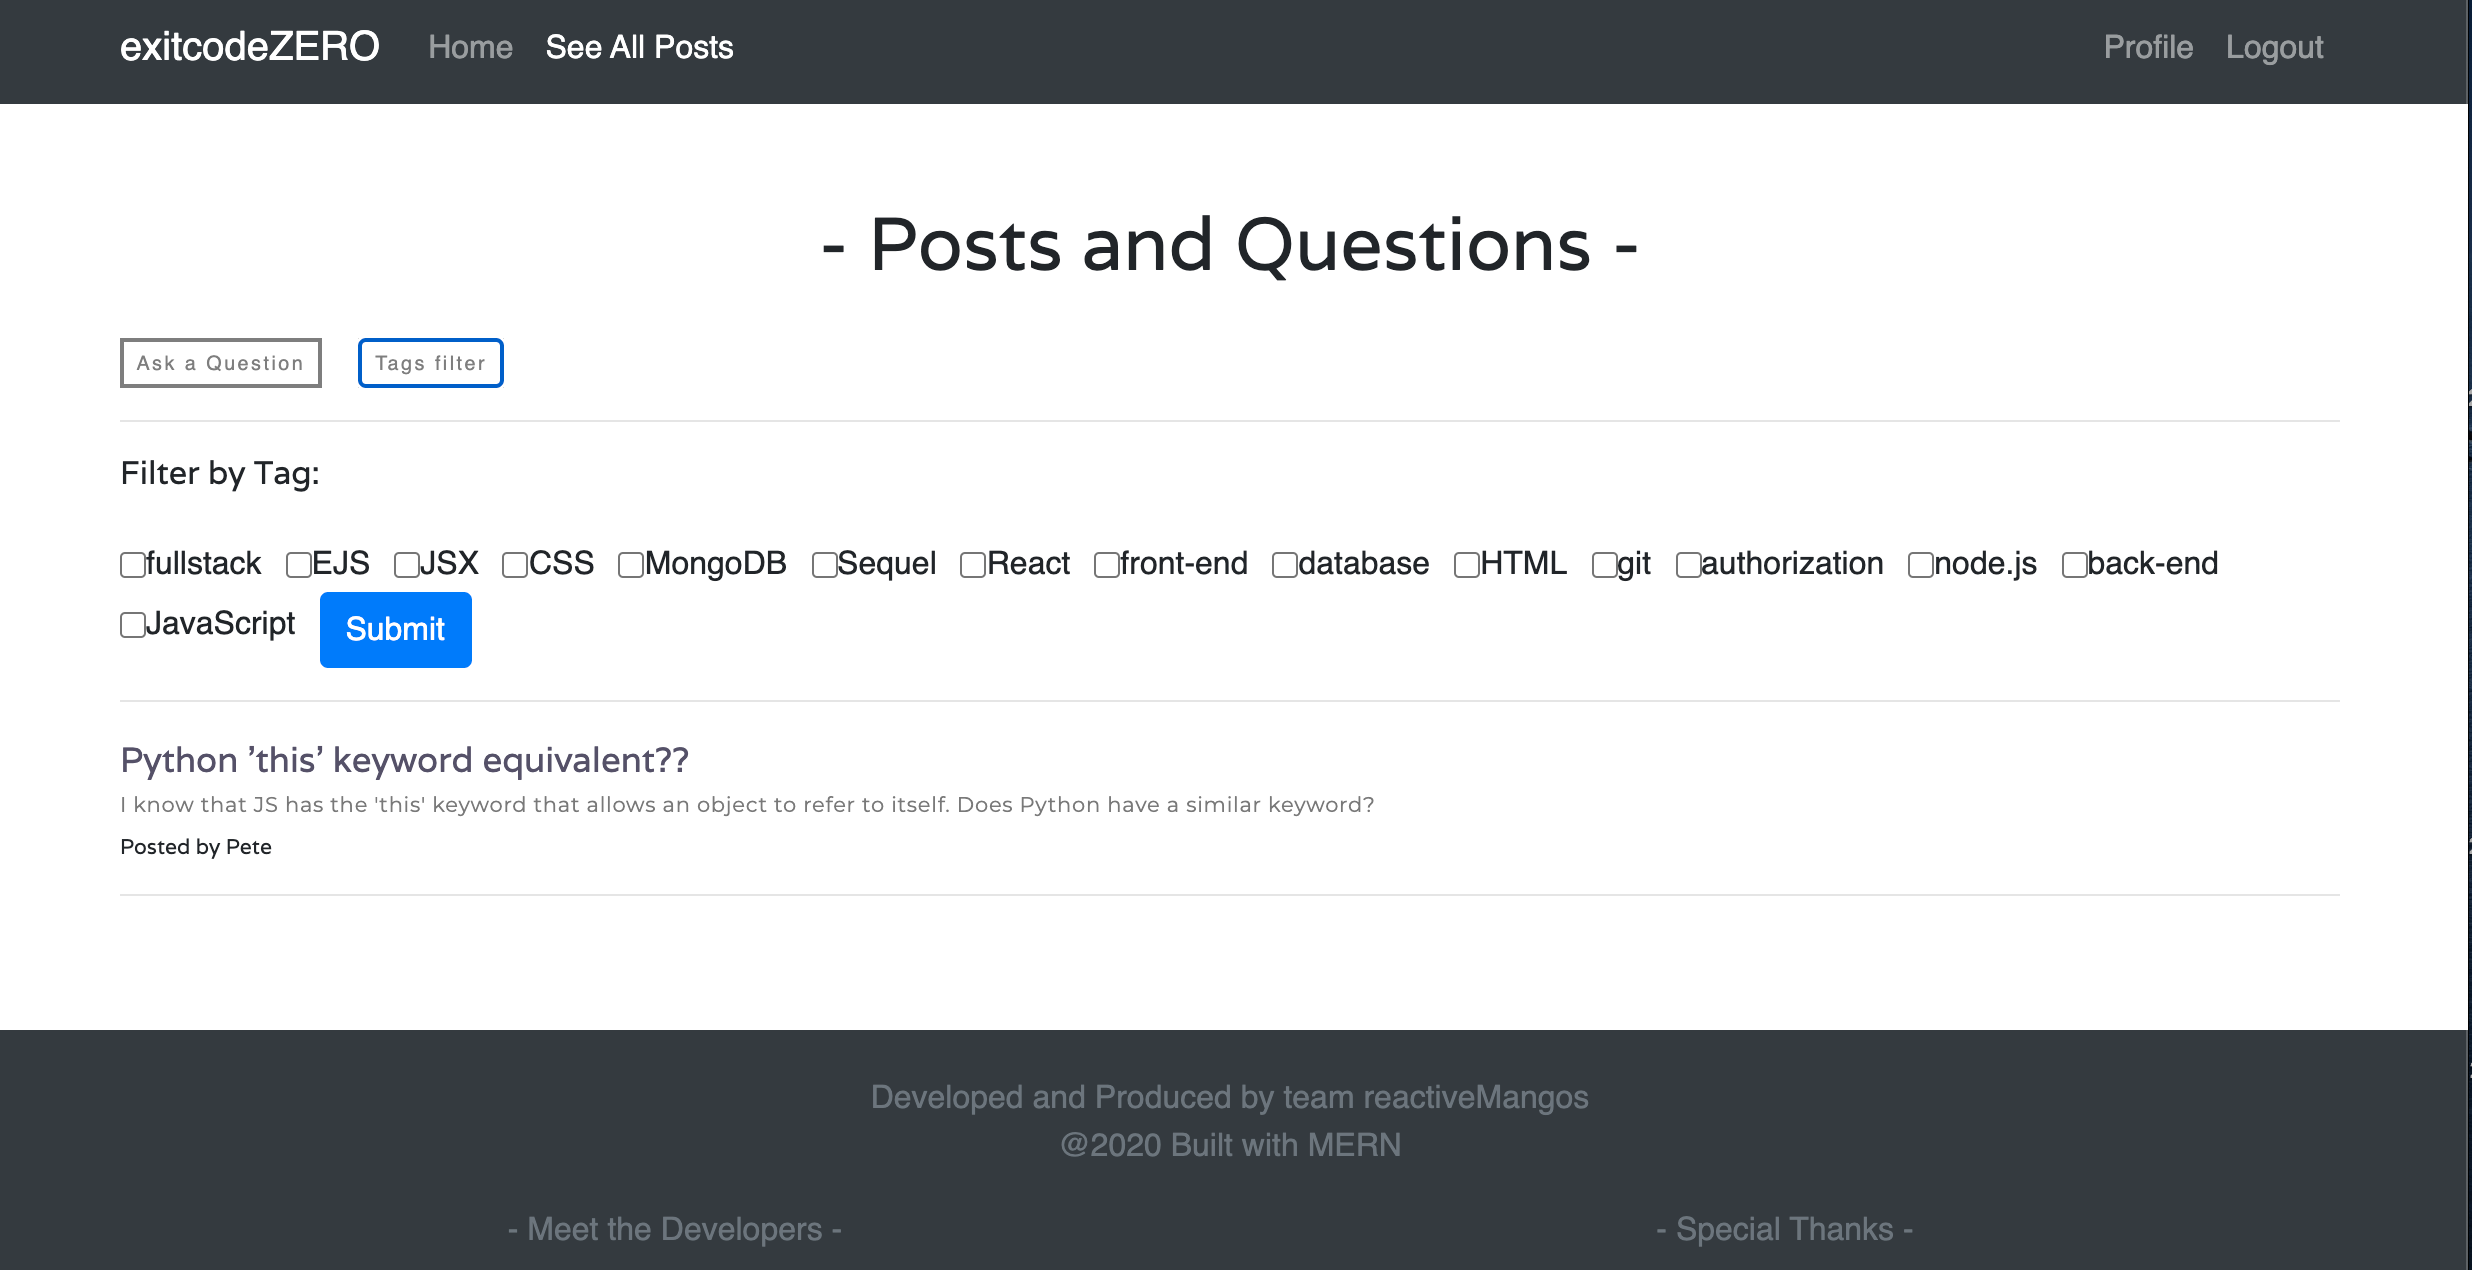 exitcodeZERO Home See All Posts Profile Logout
- Posts and Questions -
Ask a Question Tags filter
Filter by Tag:
fullstack EJS JSX CSS MongoDB Sequel React front-end database HTML git authorization node.js back-end
JavaScript Submit
Python 'this' keyword equivalent??
I know that JS has the 'this' keyword that allows an object to refer to itself. Does Python have a similar keyword?
Posted by Pete
Developed and Produced by team reactiveMangos
@2020 Built with MERN
- Meet the Developers - - Special Thanks -